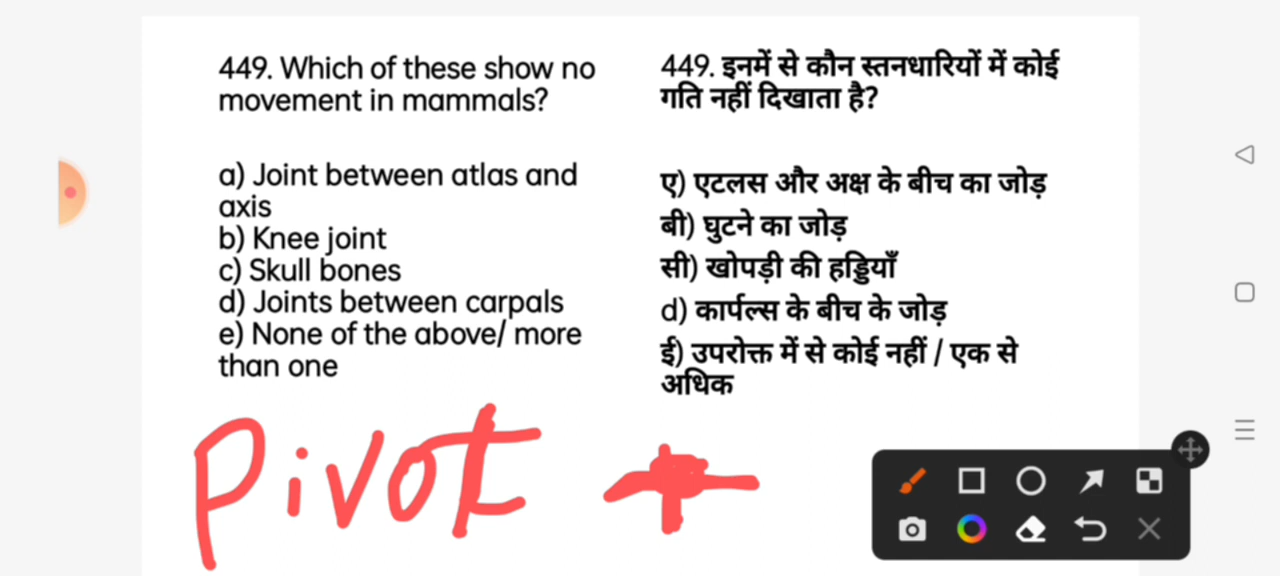 449. Which of these show no
movement in mammals?
a) Joint between atlas and
axis
b) Knee joint
c) Skull bones
d) Joints between carpals
e) None of the above/ more
than one
449. इनमें से कौन स्तनधारियों में कोई
गति नहीं दिखाता है?
ए) एटलस और अक्ष के बीच का जोड़
बी) घुटने का जोड़
सी) खोपड़ी की हड्डियाँ
d) कार्पल्स के बीच के जोड़
ई) उपरोक्त में से कोई नहीं / एक से
अधिक
Pivot